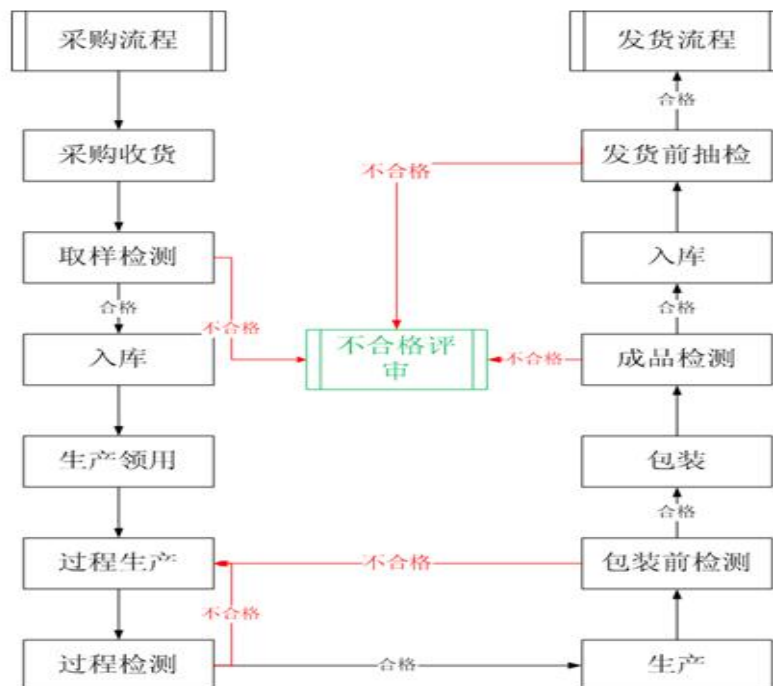 采购流程
发货流程
合格
采购收货
不合格
发货前抽检
取样检测
入库
合格
不合格
合格
入库
不合格评
审
不合格
成品检测
生产领用
包装
合格
过程生产
不合格
包装前检测
不合格
过程检测
合格
生产